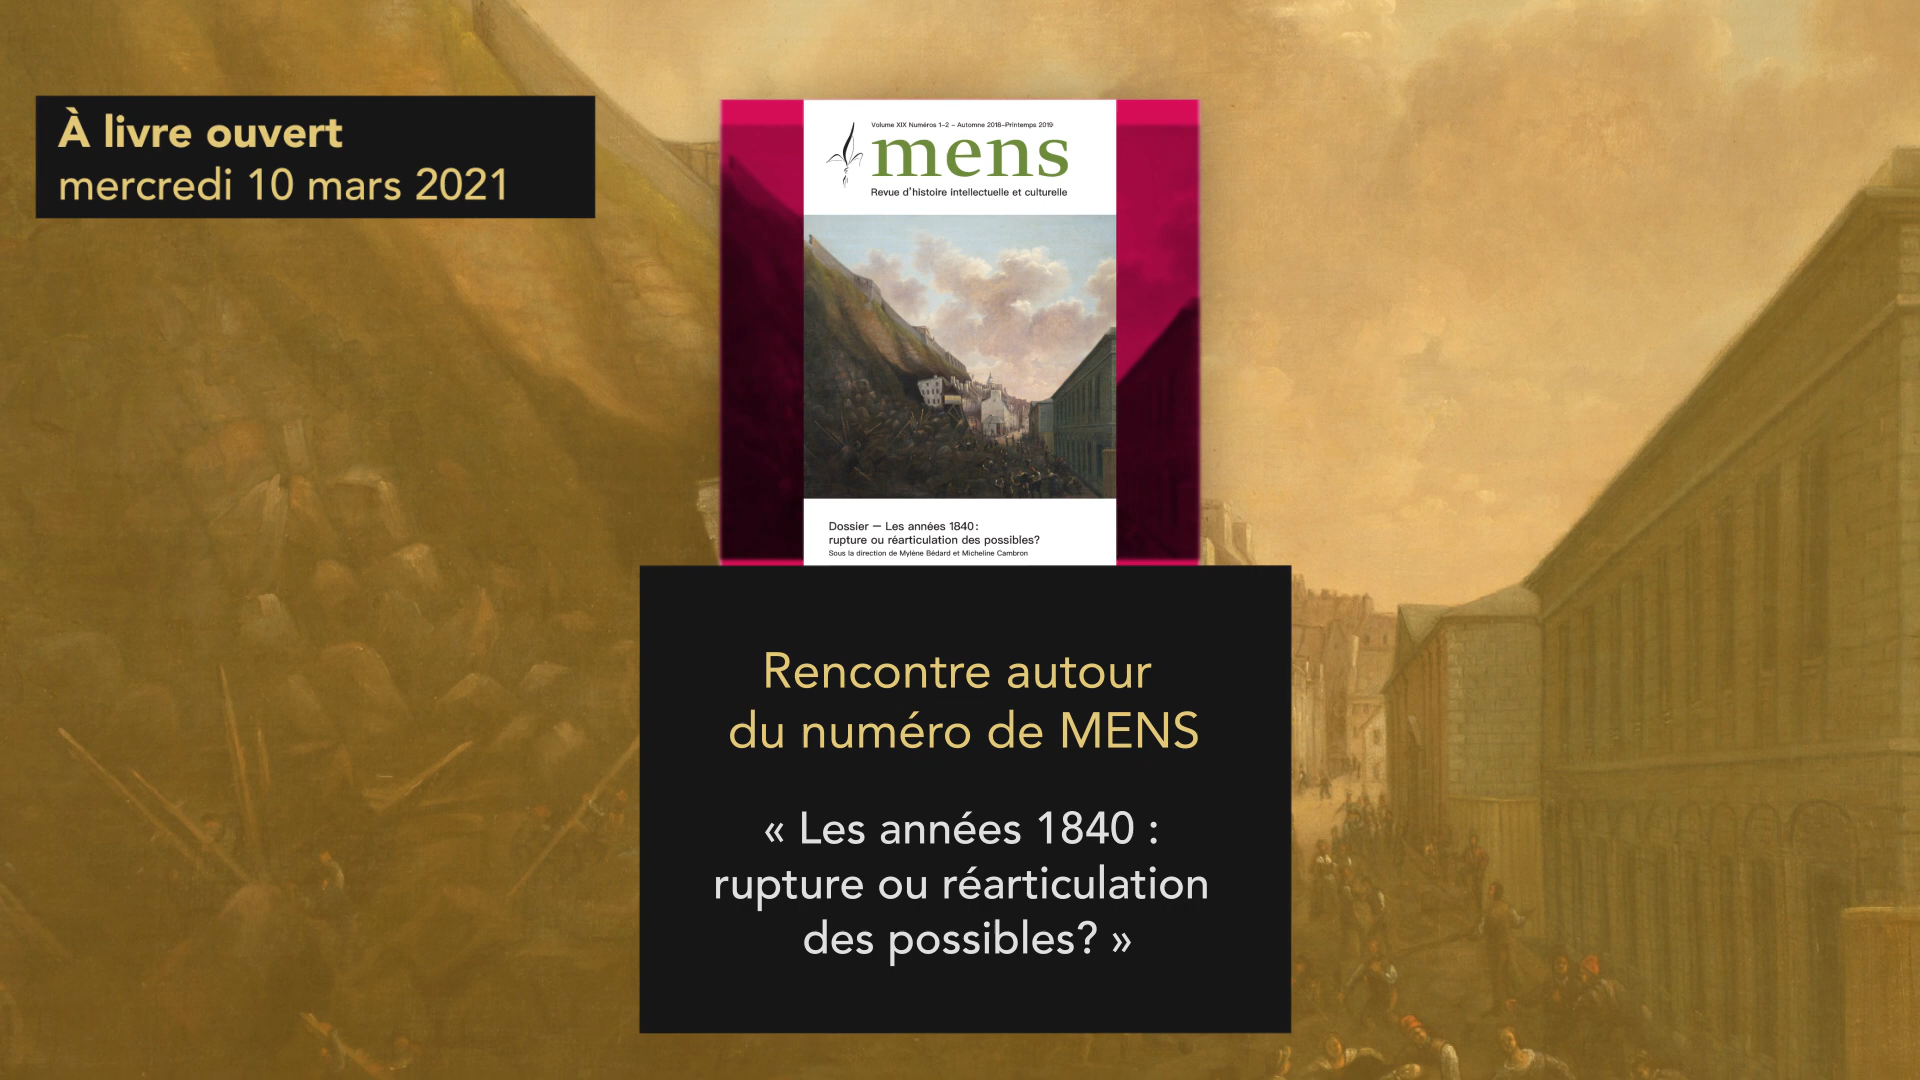 À livre ouvert
mercredi 10 mars 2021
Volume XIX Numéros 1-2 – Automne 2018-Printemps 2019
mens
Revue d'histoire intellectuelle et culturelle
Dossier — Les années 1840 :
rupture ou réarticulation des possibles?
Sous la direction de Mylène Bédard et Micheline Cambron
Rencontre autour
du numéro de MENS
« Les années 1840 :
rupture ou réarticulation
des possibles? »